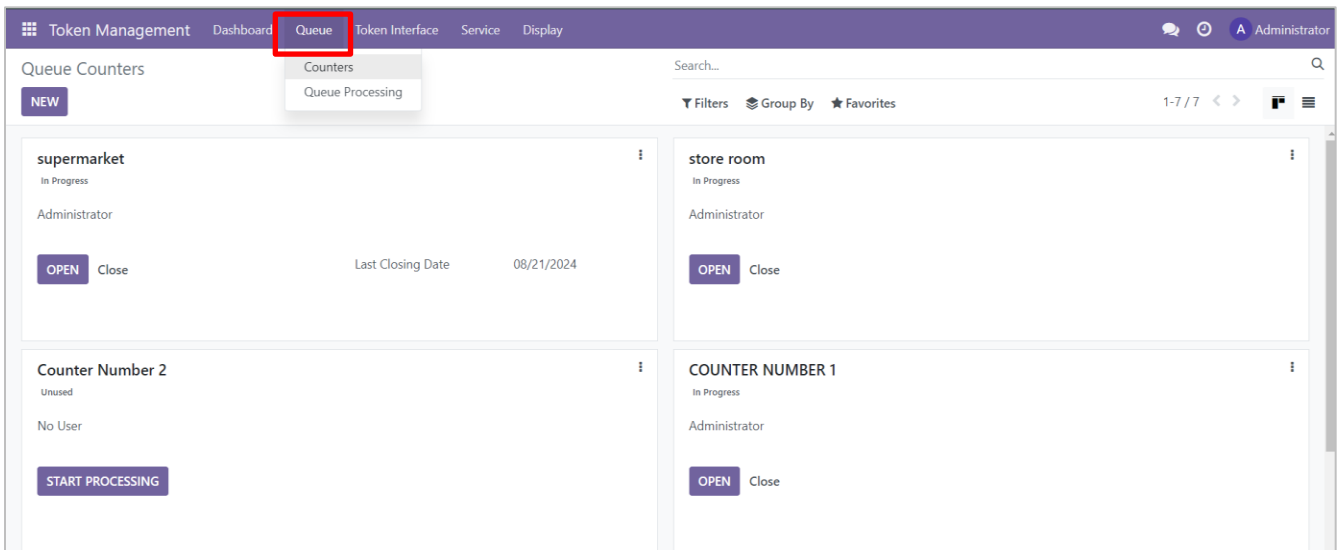 Token Management Dashboard Queue Token Interface Service Display A Administrator
Queue Counters
Search...
NEW
Counters
Queue Processing
Filters Group By Favorites 1-7 / 7
supermarket
In Progress
Administrator
OPEN Close Last Closing Date 08/21/2024
store room
In Progress
Administrator
OPEN Close
Counter Number 2
Unused
No User
START PROCESSING
COUNTER NUMBER 1
In Progress
Administrator
OPEN Close